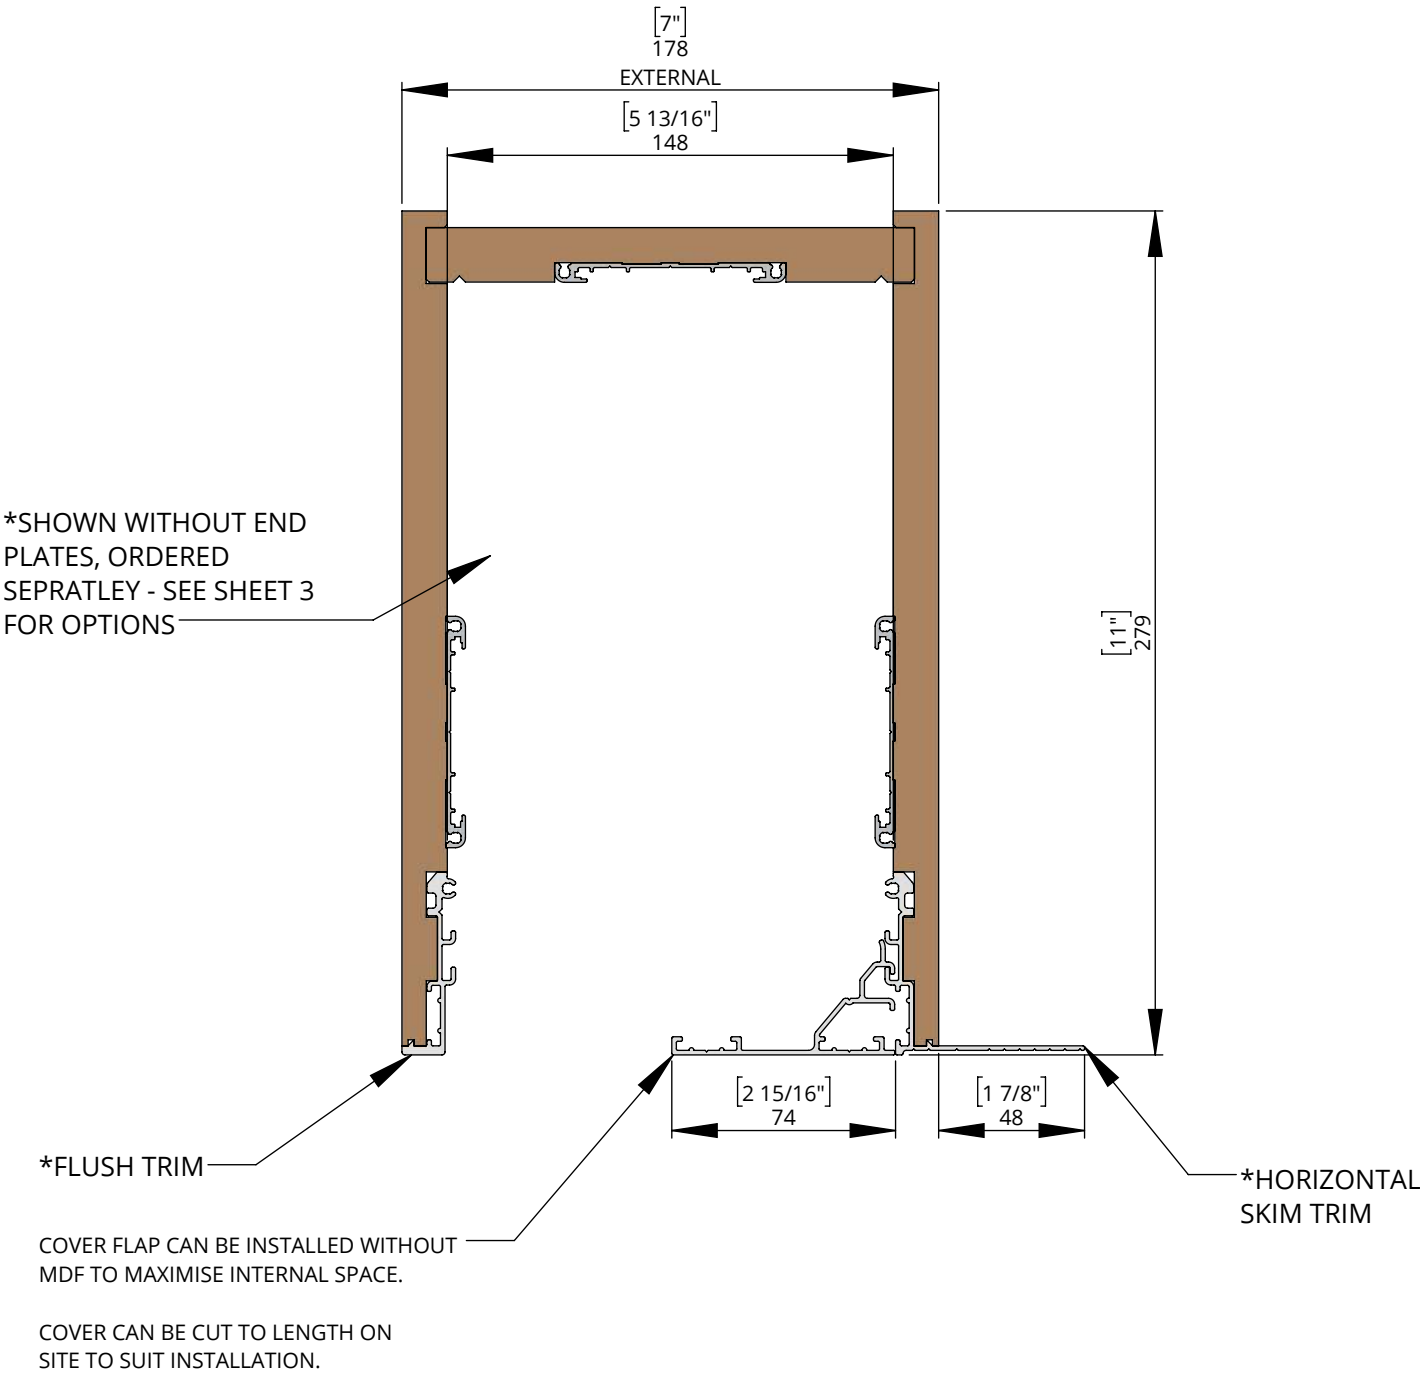 [7"]
178
EXTERNAL
[5 13/16"]
148
*SHOWN WITHOUT END
PLATES, ORDERED
SEPRATLEY - SEE SHEET 3
FOR OPTIONS
[11"]
279
[2 15/16"]
74
[1 7/8"]
48
*FLUSH TRIM
*HORIZONTAL
SKIM TRIM
COVER FLAP CAN BE INSTALLED WITHOUT
MDF TO MAXIMISE INTERNAL SPACE.
COVER CAN BE CUT TO LENGTH ON
SITE TO SUIT INSTALLATION.